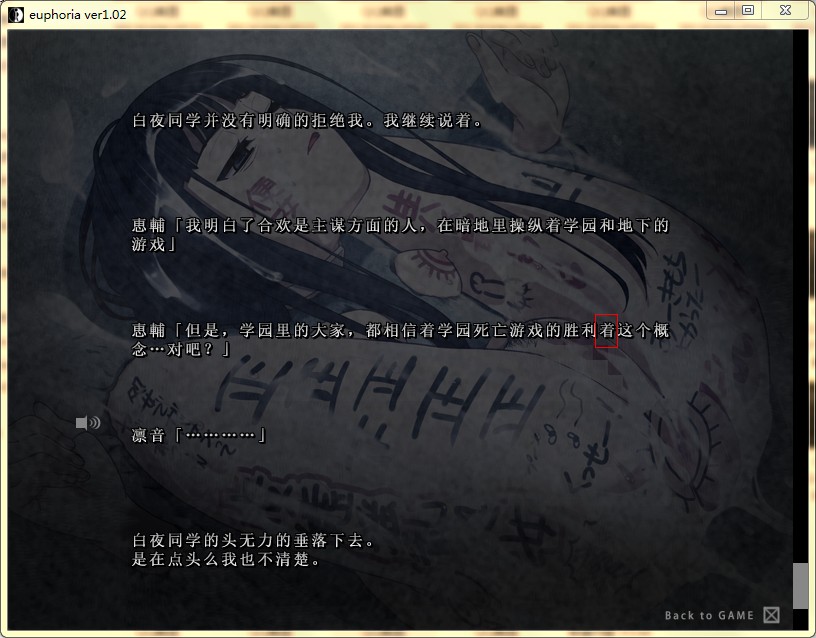 euphoria ver1.02
白夜同学并没有明确的拒绝我。我继续说着。
惠輔「我明白了合欢是主谋方面的人，在暗地里操纵着学园和地下的
游戏」
惠輔「但是，学园里的大家，都相信着学园死亡游戏的胜利着这个概
念…对吧？」
凛音「…………」
白夜同学的头无力的垂落下去。
是在点头么我也不清楚。
Back to GAME